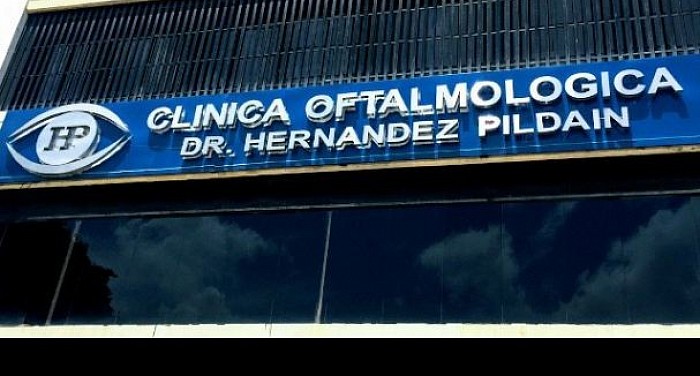 HP
CLINICA OFTALMOLOGICA
DR. HERNANDEZ PILDAIN